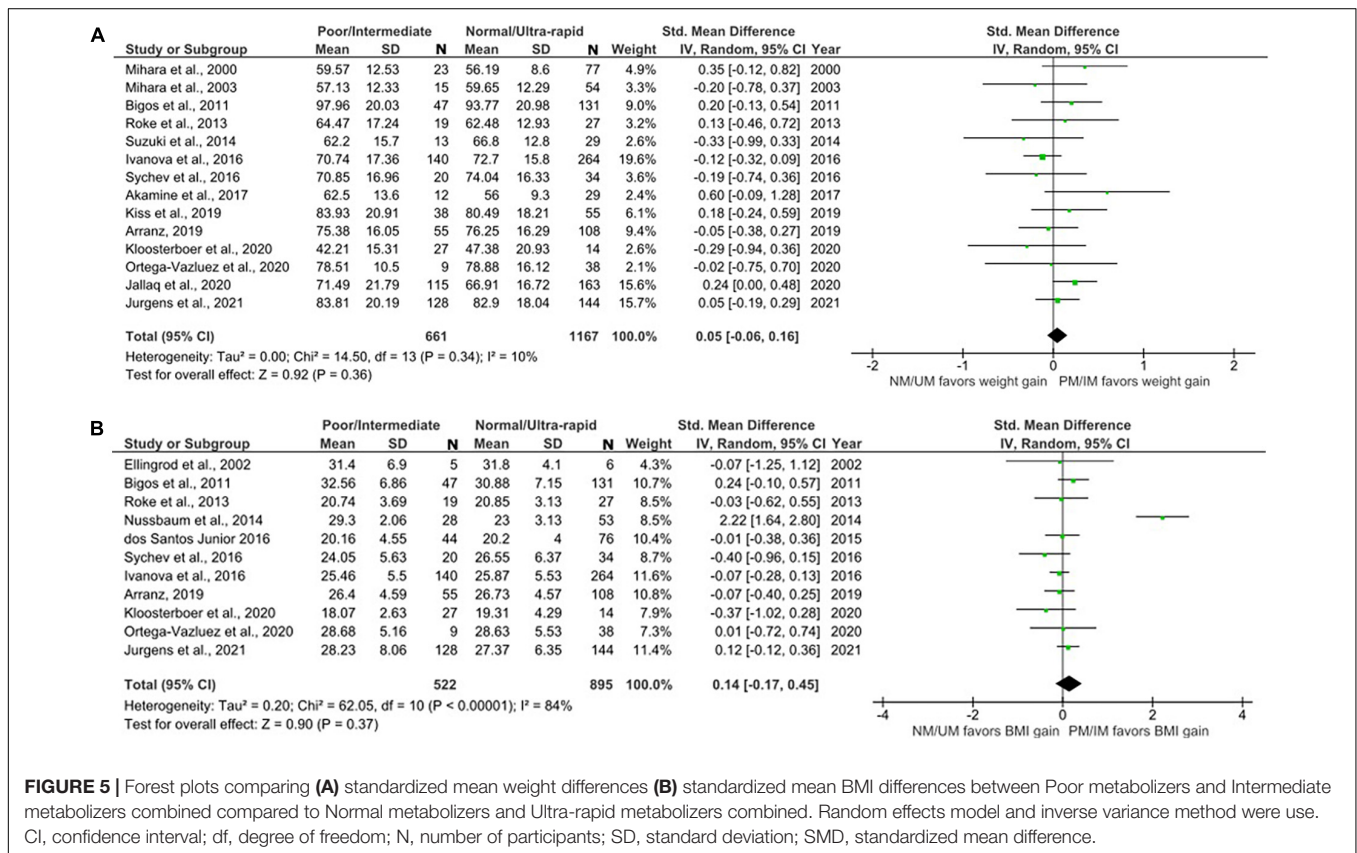 A
Poor/Intermediate Normal/Ultra-rapid Std. Mean Difference Std. Mean Difference
Study or Subgroup Mean SD N Mean SD N Weight IV, Random, 95% CI Year IV, Random, 95% CI
Mihara et al., 2000 59.57 12.53 23 56.19 8.6 77 4.9% 0.35 [-0.12, 0.82] 2000
Mihara et al., 2003 57.13 12.33 15 59.65 12.29 54 3.3% -0.20 [-0.78, 0.37] 2003
Bigos et al., 2011 97.96 20.03 47 93.77 20.98 131 9.0% 0.20 [-0.13, 0.54] 2011
Roke et al., 2013 64.47 17.24 19 62.48 12.93 27 3.2% 0.13 [-0.46, 0.72] 2013
Suzuki et al., 2014 62.2 15.7 13 66.8 12.8 29 2.6% -0.33 [-0.99, 0.33] 2014
Ivanova et al., 2016 70.74 17.36 140 72.7 15.8 264 19.6% -0.12 [-0.32, 0.09] 2016
Sychev et al., 2016 70.85 16.96 20 74.04 16.33 34 3.6% -0.19 [-0.74, 0.36] 2016
Akamine et al., 2017 62.5 13.6 12 56 9.3 29 2.4% 0.60 [-0.09, 1.28] 2017
Kiss et al., 2019 83.93 20.91 38 80.49 18.21 55 6.1% 0.18 [-0.24, 0.59] 2019
Arranz, 2019 75.38 16.05 55 76.25 16.29 108 9.4% -0.05 [-0.38, 0.27] 2019
Kloosterboer et al., 2020 42.21 15.31 27 47.38 20.93 14 2.6% -0.29 [-0.94, 0.36] 2020
Ortega-Vazluez et al., 2020 78.51 10.5 9 78.88 16.12 38 2.1% -0.02 [-0.75, 0.70] 2020
Jallaq et al., 2020 71.49 21.79 115 66.91 16.72 163 15.6% 0.24 [0.00, 0.48] 2020
Jurgens et al., 2021 83.81 20.19 128 82.9 18.04 144 15.7% 0.05 [-0.19, 0.29] 2021
Total (95% CI) 661 1167 100.0% 0.05 [-0.06, 0.16]
Heterogeneity: Tau² = 0.00; Chi² = 14.50, df = 13 (P = 0.34); I² = 10%
Test for overall effect: Z = 0.92 (P = 0.36)
-2 -1 0 1 2
NM/UM favors weight gain PM/IM favors weight gain
B
Poor/Intermediate Normal/Ultra-rapid Std. Mean Difference Std. Mean Difference
Study or Subgroup Mean SD N Mean SD N Weight IV, Random, 95% CI Year IV, Random, 95% CI
Ellingrod et al., 2002 31.4 6.9 5 31.8 4.1 6 4.3% -0.07 [-1.25, 1.12] 2002
Bigos et al., 2011 32.56 6.86 47 30.88 7.15 131 10.7% 0.24 [-0.10, 0.57] 2011
Roke et al., 2013 20.74 3.69 19 20.85 3.13 27 8.5% -0.03 [-0.62, 0.55] 2013
Nussbaum et al., 2014 29.3 2.06 28 23 3.13 53 8.5% 2.22 [1.64, 2.80] 2014
dos Santos Junior 2016 20.16 4.55 44 20.2 4 76 10.4% -0.01 [-0.38, 0.36] 2015
Sychev et al., 2016 24.05 5.63 20 26.55 6.37 34 8.7% -0.40 [-0.96, 0.15] 2016
Ivanova et al., 2016 25.46 5.5 140 25.87 5.53 264 11.6% -0.07 [-0.28, 0.13] 2016
Arranz, 2019 26.4 4.59 55 26.73 4.57 108 10.8% -0.07 [-0.40, 0.25] 2019
Kloosterboer et al., 2020 18.07 2.63 27 19.31 4.29 14 7.9% -0.37 [-1.02, 0.28] 2020
Ortega-Vazluez et al., 2020 28.68 5.16 9 28.63 5.53 38 7.3% 0.01 [-0.72, 0.74] 2020
Jurgens et al., 2021 28.23 8.06 128 27.37 6.35 144 11.4% 0.12 [-0.12, 0.36] 2021
Total (95% CI) 522 895 100.0% 0.14 [-0.17, 0.45]
Heterogeneity: Tau² = 0.20; Chi² = 62.05, df = 10 (P < 0.00001); I² = 84%
Test for overall effect: Z = 0.90 (P = 0.37)
-4 -2 0 2 4
NM/UM favors BMI gain PM/IM favors BMI gain
FIGURE 5 | Forest plots comparing (A) standardized mean weight differences (B) standardized mean BMI differences between Poor metabolizers and Intermediate
metabolizers combined compared to Normal metabolizers and Ultra-rapid metabolizers combined. Random effects model and inverse variance method were use.
CI, confidence interval; df, degree of freedom; N, number of participants; SD, standard deviation; SMD, standardized mean difference.